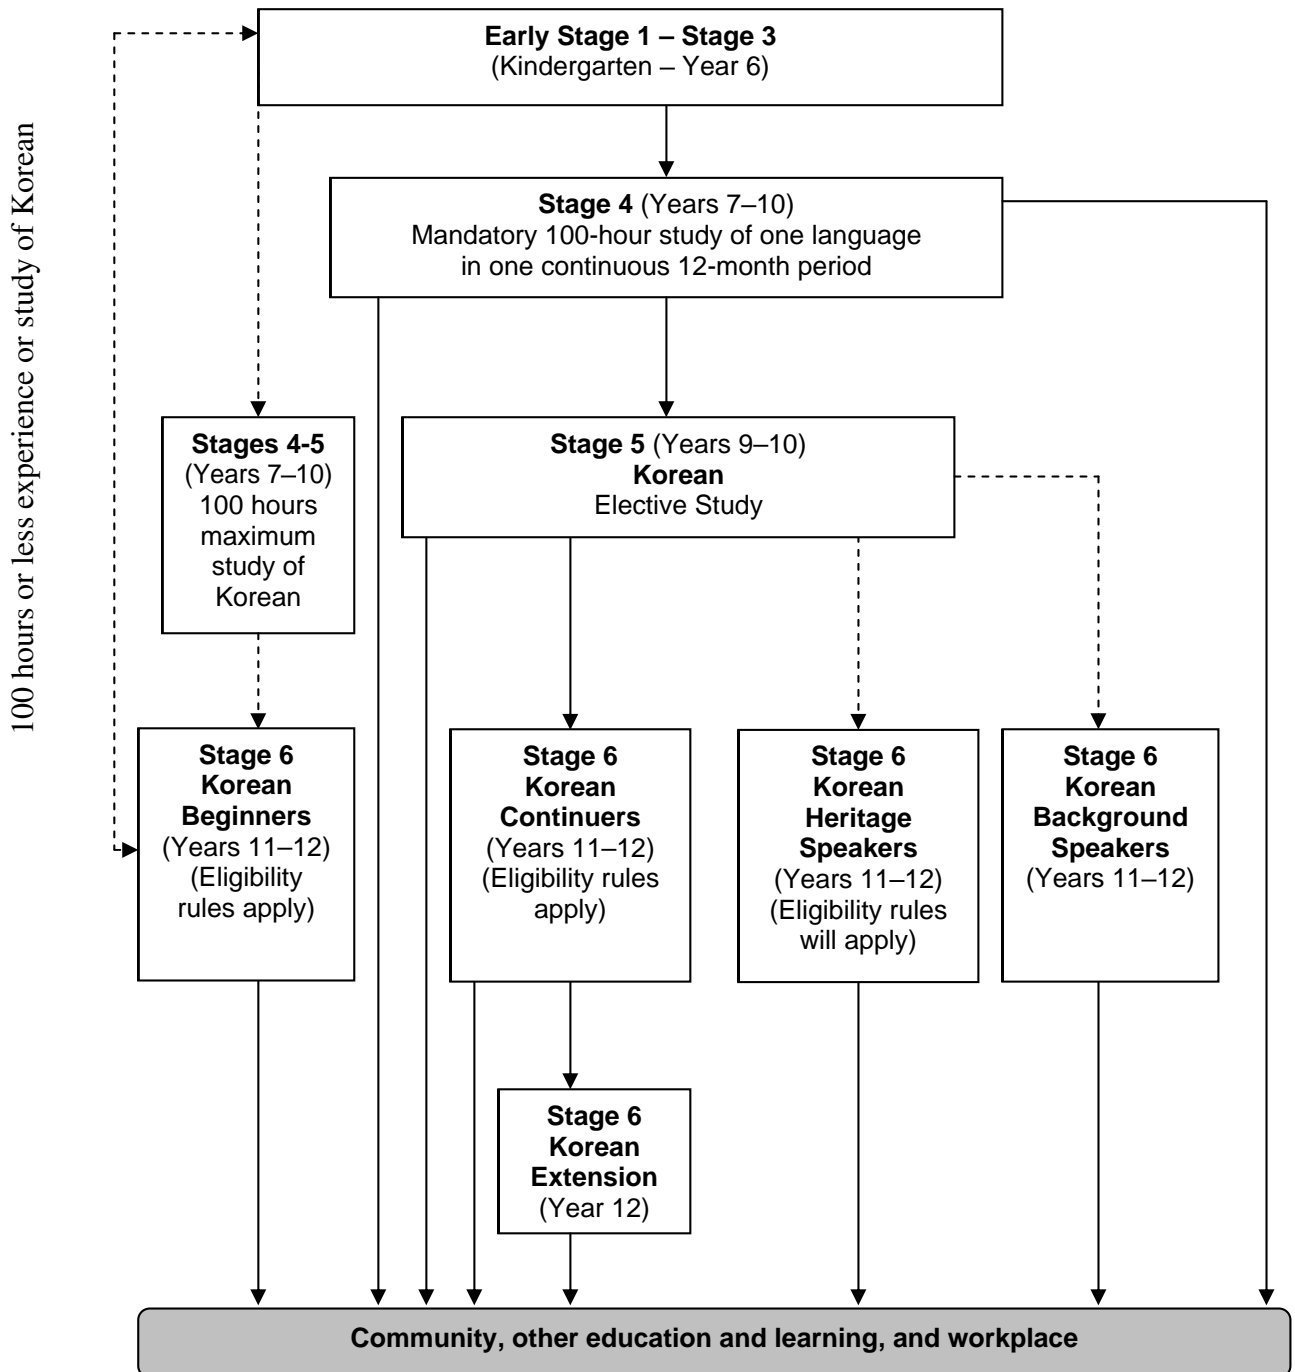 100 hours or less experience or study of Korean
Early Stage 1 – Stage 3
(Kindergarten – Year 6)
Stage 4 (Years 7–10)
Mandatory 100-hour study of one language
in one continuous 12-month period
Stages 4-5
(Years 7–10)
100 hours
maximum
study of
Korean
Stage 5 (Years 9–10)
Korean
Elective Study
Stage 6
Korean
Beginners
(Years 11–12)
(Eligibility
rules apply)
Stage 6
Korean
Continuers
(Years 11–12)
(Eligibility rules
apply)
Stage 6
Korean
Heritage
Speakers
(Years 11–12)
(Eligibility rules
will apply)
Stage 6
Korean
Background
Speakers
(Years 11–12)
Stage 6
Korean
Extension
(Year 12)
Community, other education and learning, and workplace